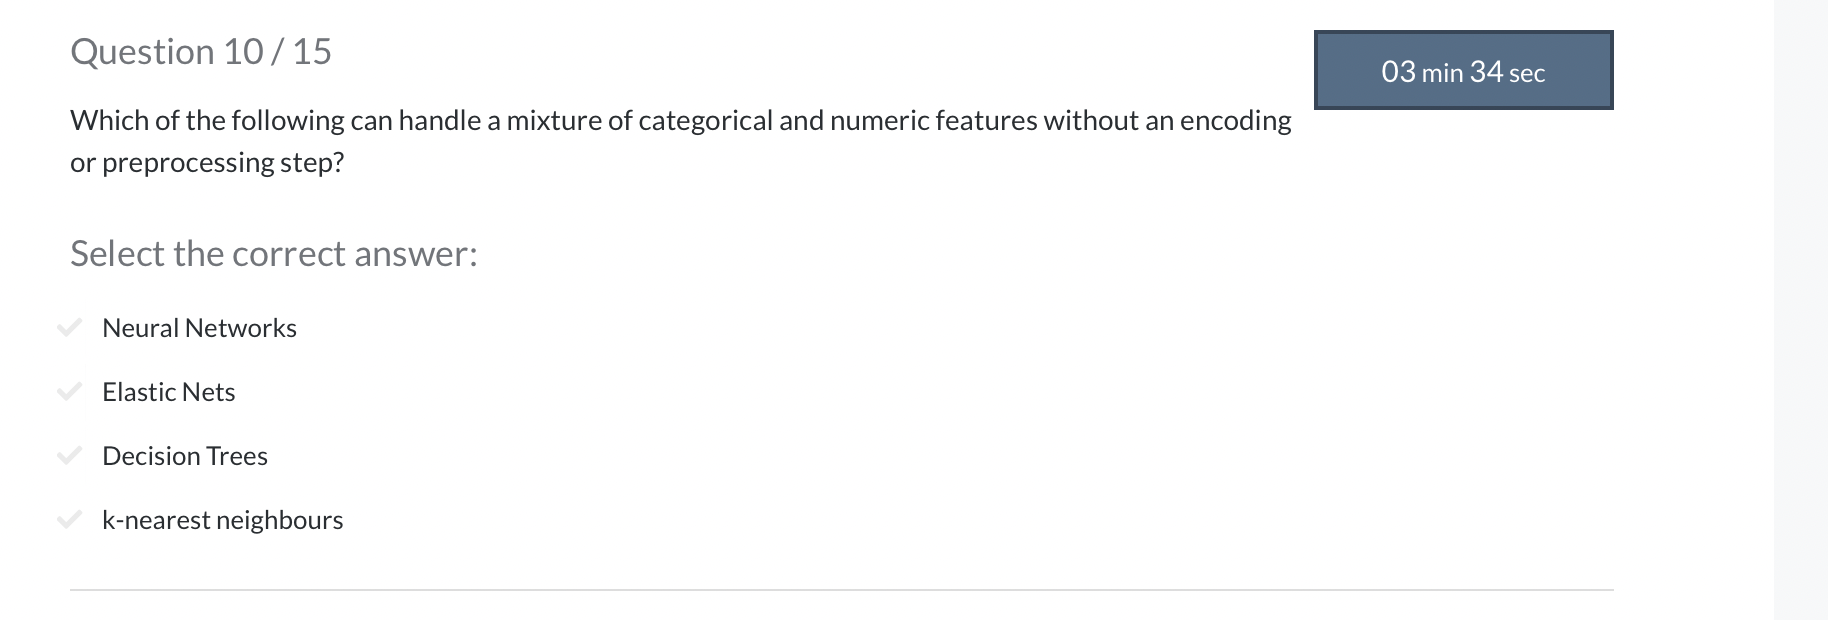 Question 10 / 15
03 min 34 sec
Which of the following can handle a mixture of categorical and numeric features without an encoding
or preprocessing step?
Select the correct answer:
Neural Networks
Elastic Nets
Decision Trees
k-nearest neighbours